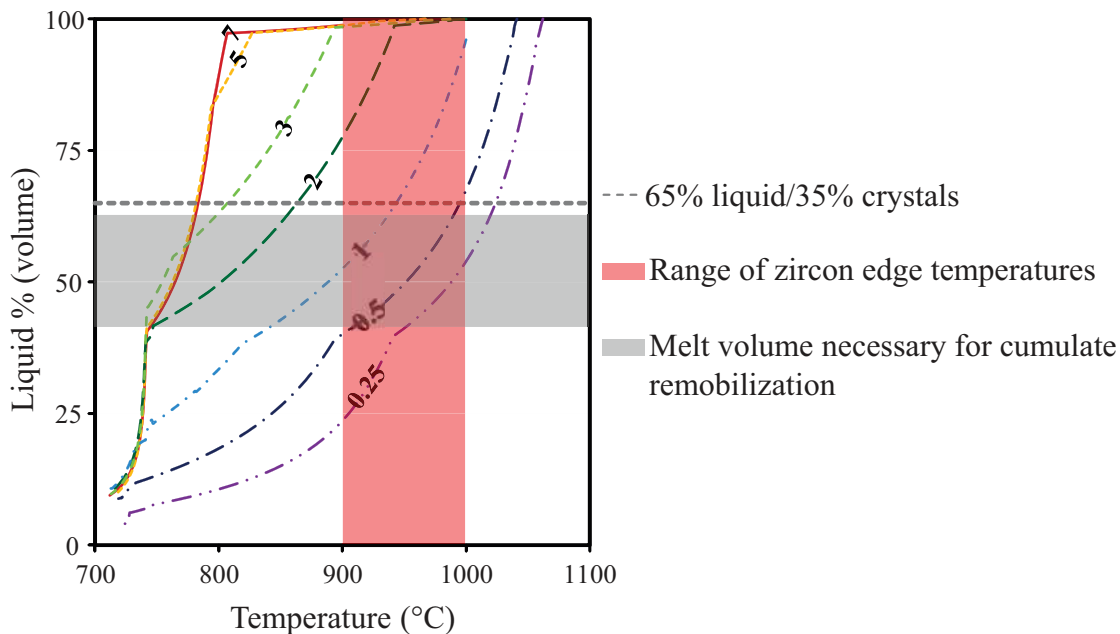 100
75
50
25
0
Liquid % (volume)
700
800
900
1000
1100
Temperature (°C)
7
5
3
2
1
0.5
0.25
65% liquid/35% crystals
Range of zircon edge temperatures
Melt volume necessary for cumulate
remobilization